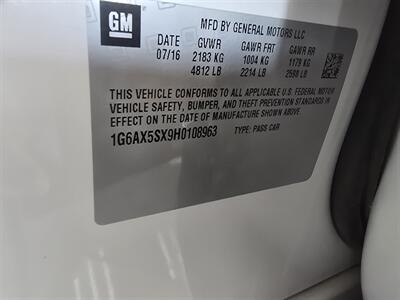 GM
MFD BY GENERAL MOTORS LLC
DATE GVWR GAWR FRT GAWR RR
07/16 2183 KG 1004 KG 1179 KG
4812 LB 2214 LB 2598 LB
THIS VEHICLE CONFORMS TO ALL APPLICABLE U.S. FEDERAL MOTOR
VEHICLE SAFETY, BUMPER, AND THEFT PREVENTION STANDARDS IN
EFFECT ON THE DATE OF MANUFACTURE SHOWN ABOVE.
1G6AX5SX9H0108963 TYPE: PASS CAR